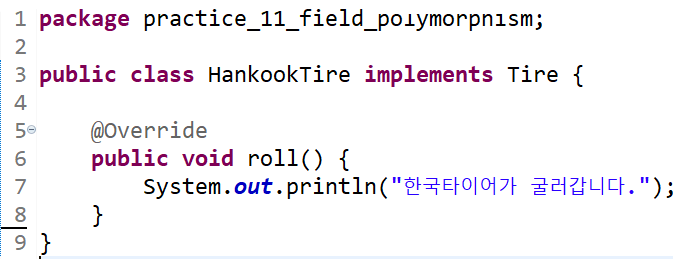 1 package practice_11_field_polymorphism;
2
3 public class HankookTire implements Tire {
4
5 @Override
6 public void roll() {
7 System.out.println("한국타이어가 굴러갑니다.");
8 }
9 }